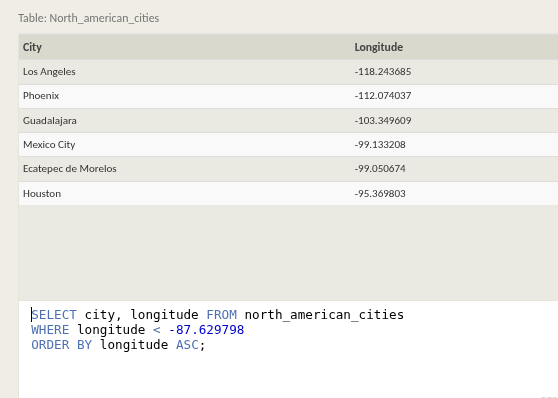 Table: North_american_cities
City Longitude
Los Angeles -118.243685
Phoenix -112.074037
Guadalajara -103.349609
Mexico City -99.133208
Ecatepec de Morelos -99.050674
Houston -95.369803
SELECT city, longitude FROM north_american_cities
WHERE longitude < -87.629798
ORDER BY longitude ASC;